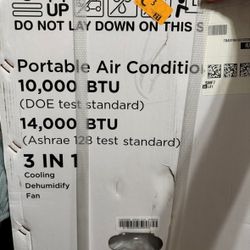 UP
DO NOT LAY DOWN ON THIS S
Portable Air Conditio
10,000 BTU
(DOE test standard)
14,000 BTU
(Ashrae 128 test standard)
3 IN 1
Cooling
Dehumidify
Fan